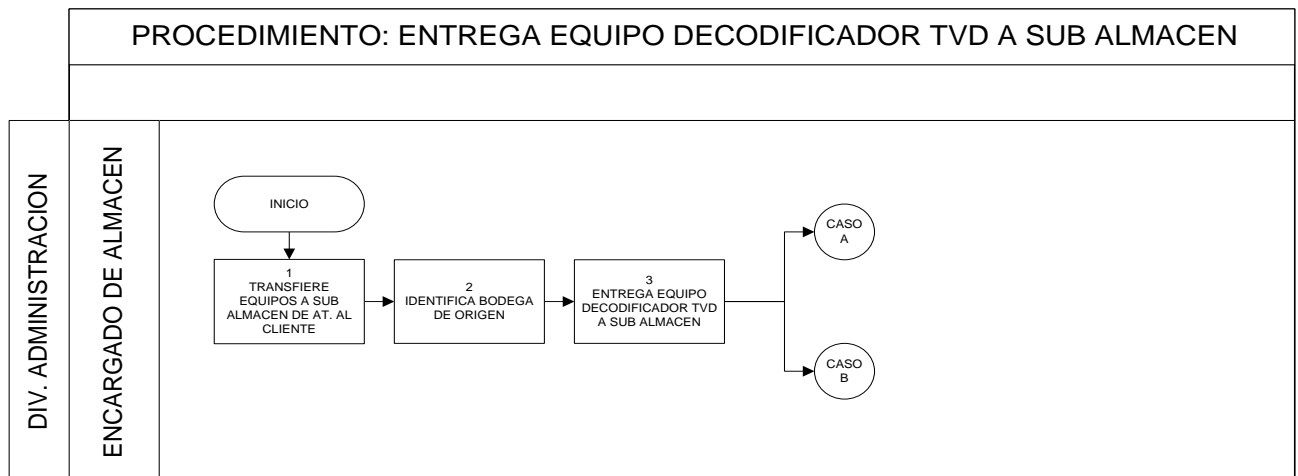 PROCEDIMIENTO: ENTREGA EQUIPO DECODIFICADOR TVD A SUB ALMACEN
DIV. ADMINISTRACION
ENCARGADO DE ALMACEN
INICIO
1
TRANSFIERE
EQUIPOS A SUB
ALMACEN DE AT. AL
CLIENTE
2
IDENTIFICA BODEGA
DE ORIGEN
3
ENTREGA EQUIPO
DECODIFICADOR TVD
A SUB ALMACEN
CASO
A
CASO
B